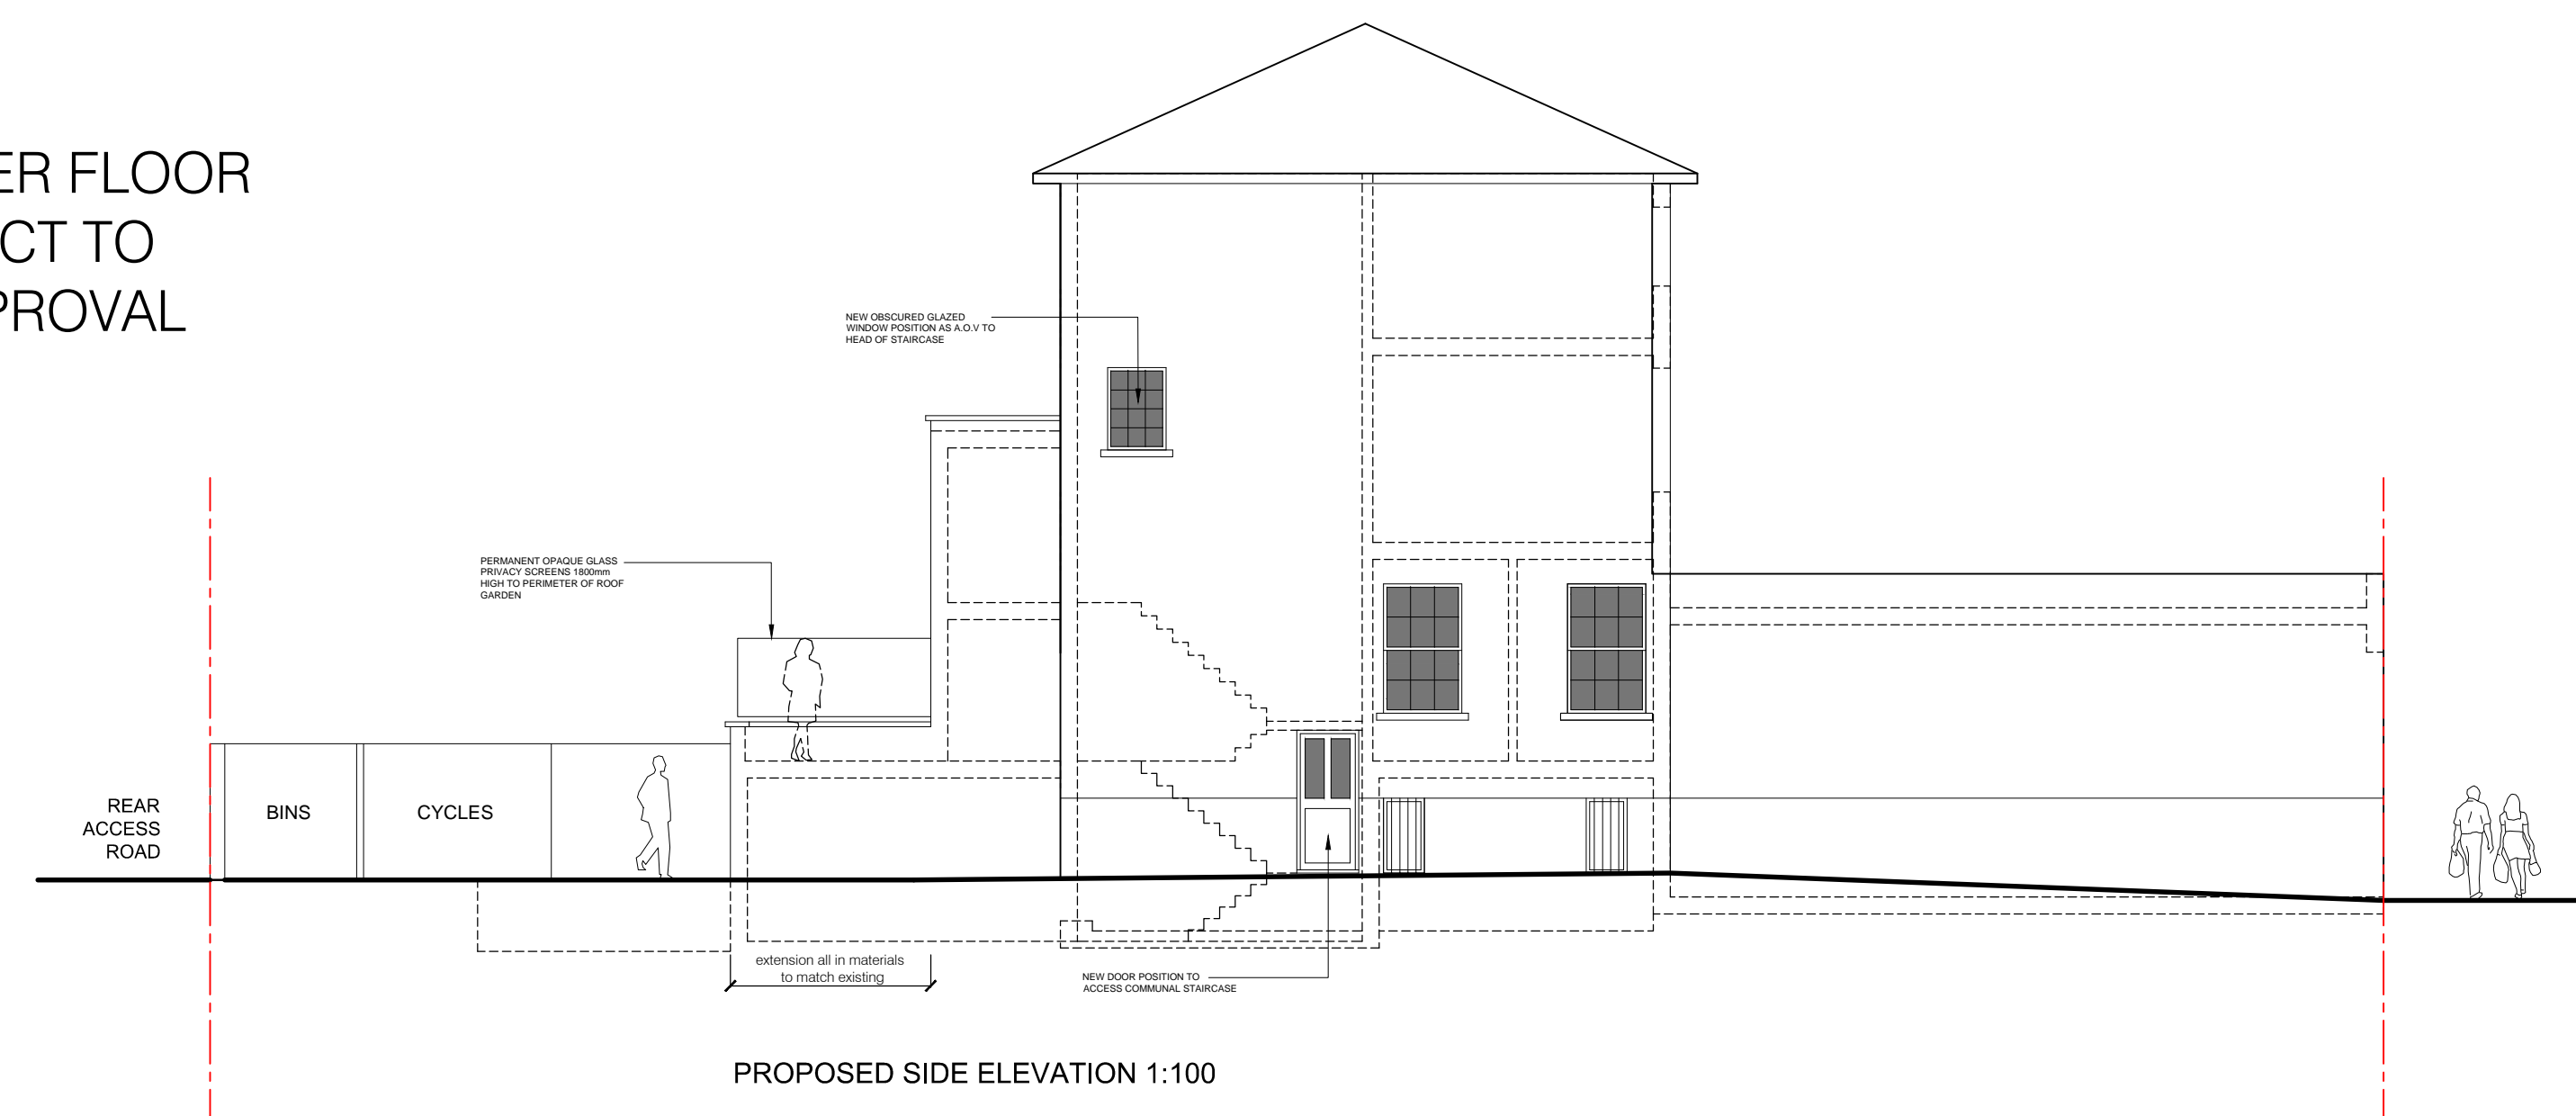 ER FLOOR
CT TO
PROVAL
NEW OBSCURED GLAZED
WINDOW POSITION AS A.O.V TO
HEAD OF STAIRCASE
PERMANENT OPAQUE GLASS
PRIVACY SCREENS 1800mm
HIGH TO PERIMETER OF ROOF
GARDEN
REAR
ACCESS
ROAD
BINS
CYCLES
extension all in materials
to match existing
NEW DOOR POSITION TO
ACCESS COMMUNAL STAIRCASE
PROPOSED SIDE ELEVATION 1:100